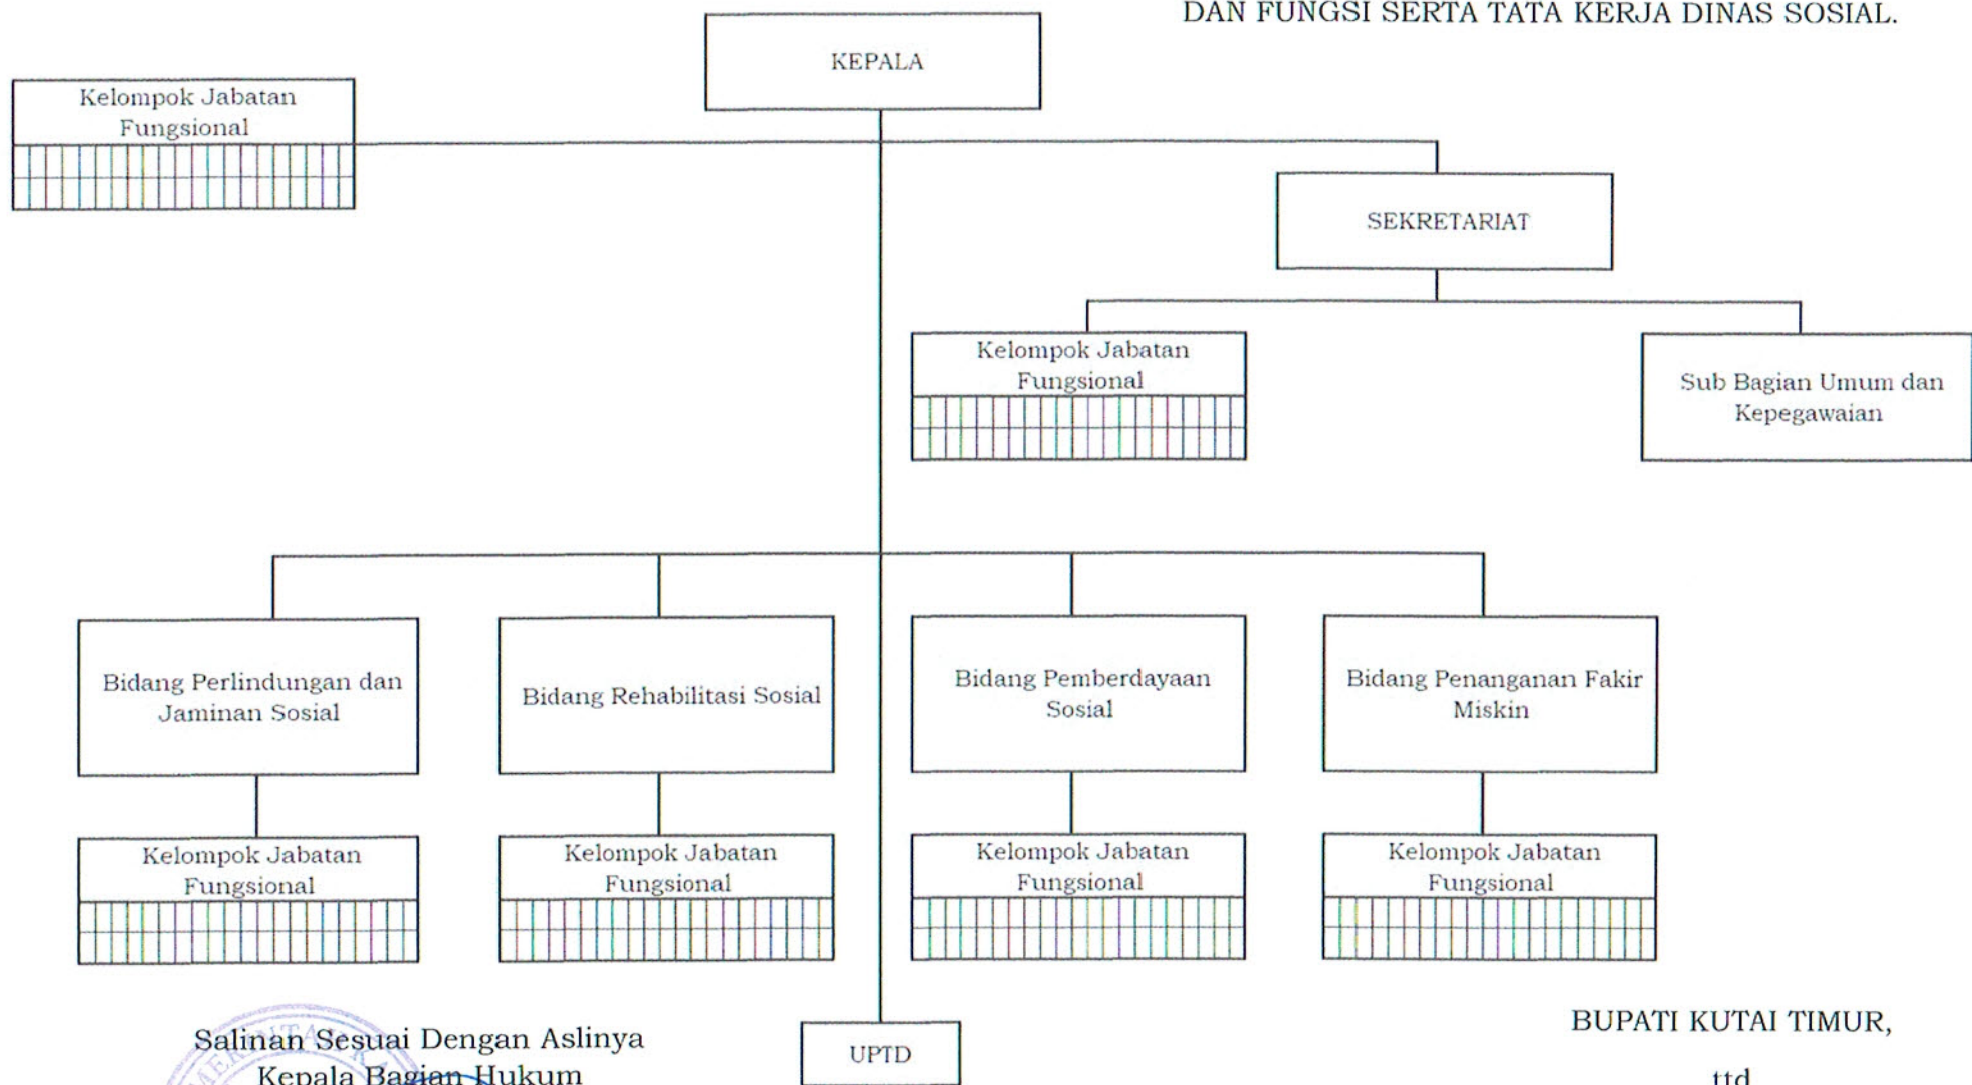 DAN FUNGSI SERTA TATA KERJA DINAS SOSIAL.
KEPALA
Kelompok Jabatan
Fungsional
SEKRETARIAT
Kelompok Jabatan
Fungsional
Sub Bagian Umum dan
Kepegawaian
Bidang Perlindungan dan
Jaminan Sosial
Bidang Rehabilitasi Sosial
Bidang Pemberdayaan
Sosial
Bidang Penanganan Fakir
Miskin
Kelompok Jabatan
Fungsional
Kelompok Jabatan
Fungsional
Kelompok Jabatan
Fungsional
Kelompok Jabatan
Fungsional
UPTD
Salinan Sesuai Dengan Aslinya
Kepala Bagian Hukum
BUPATI KUTAI TIMUR,
ttd